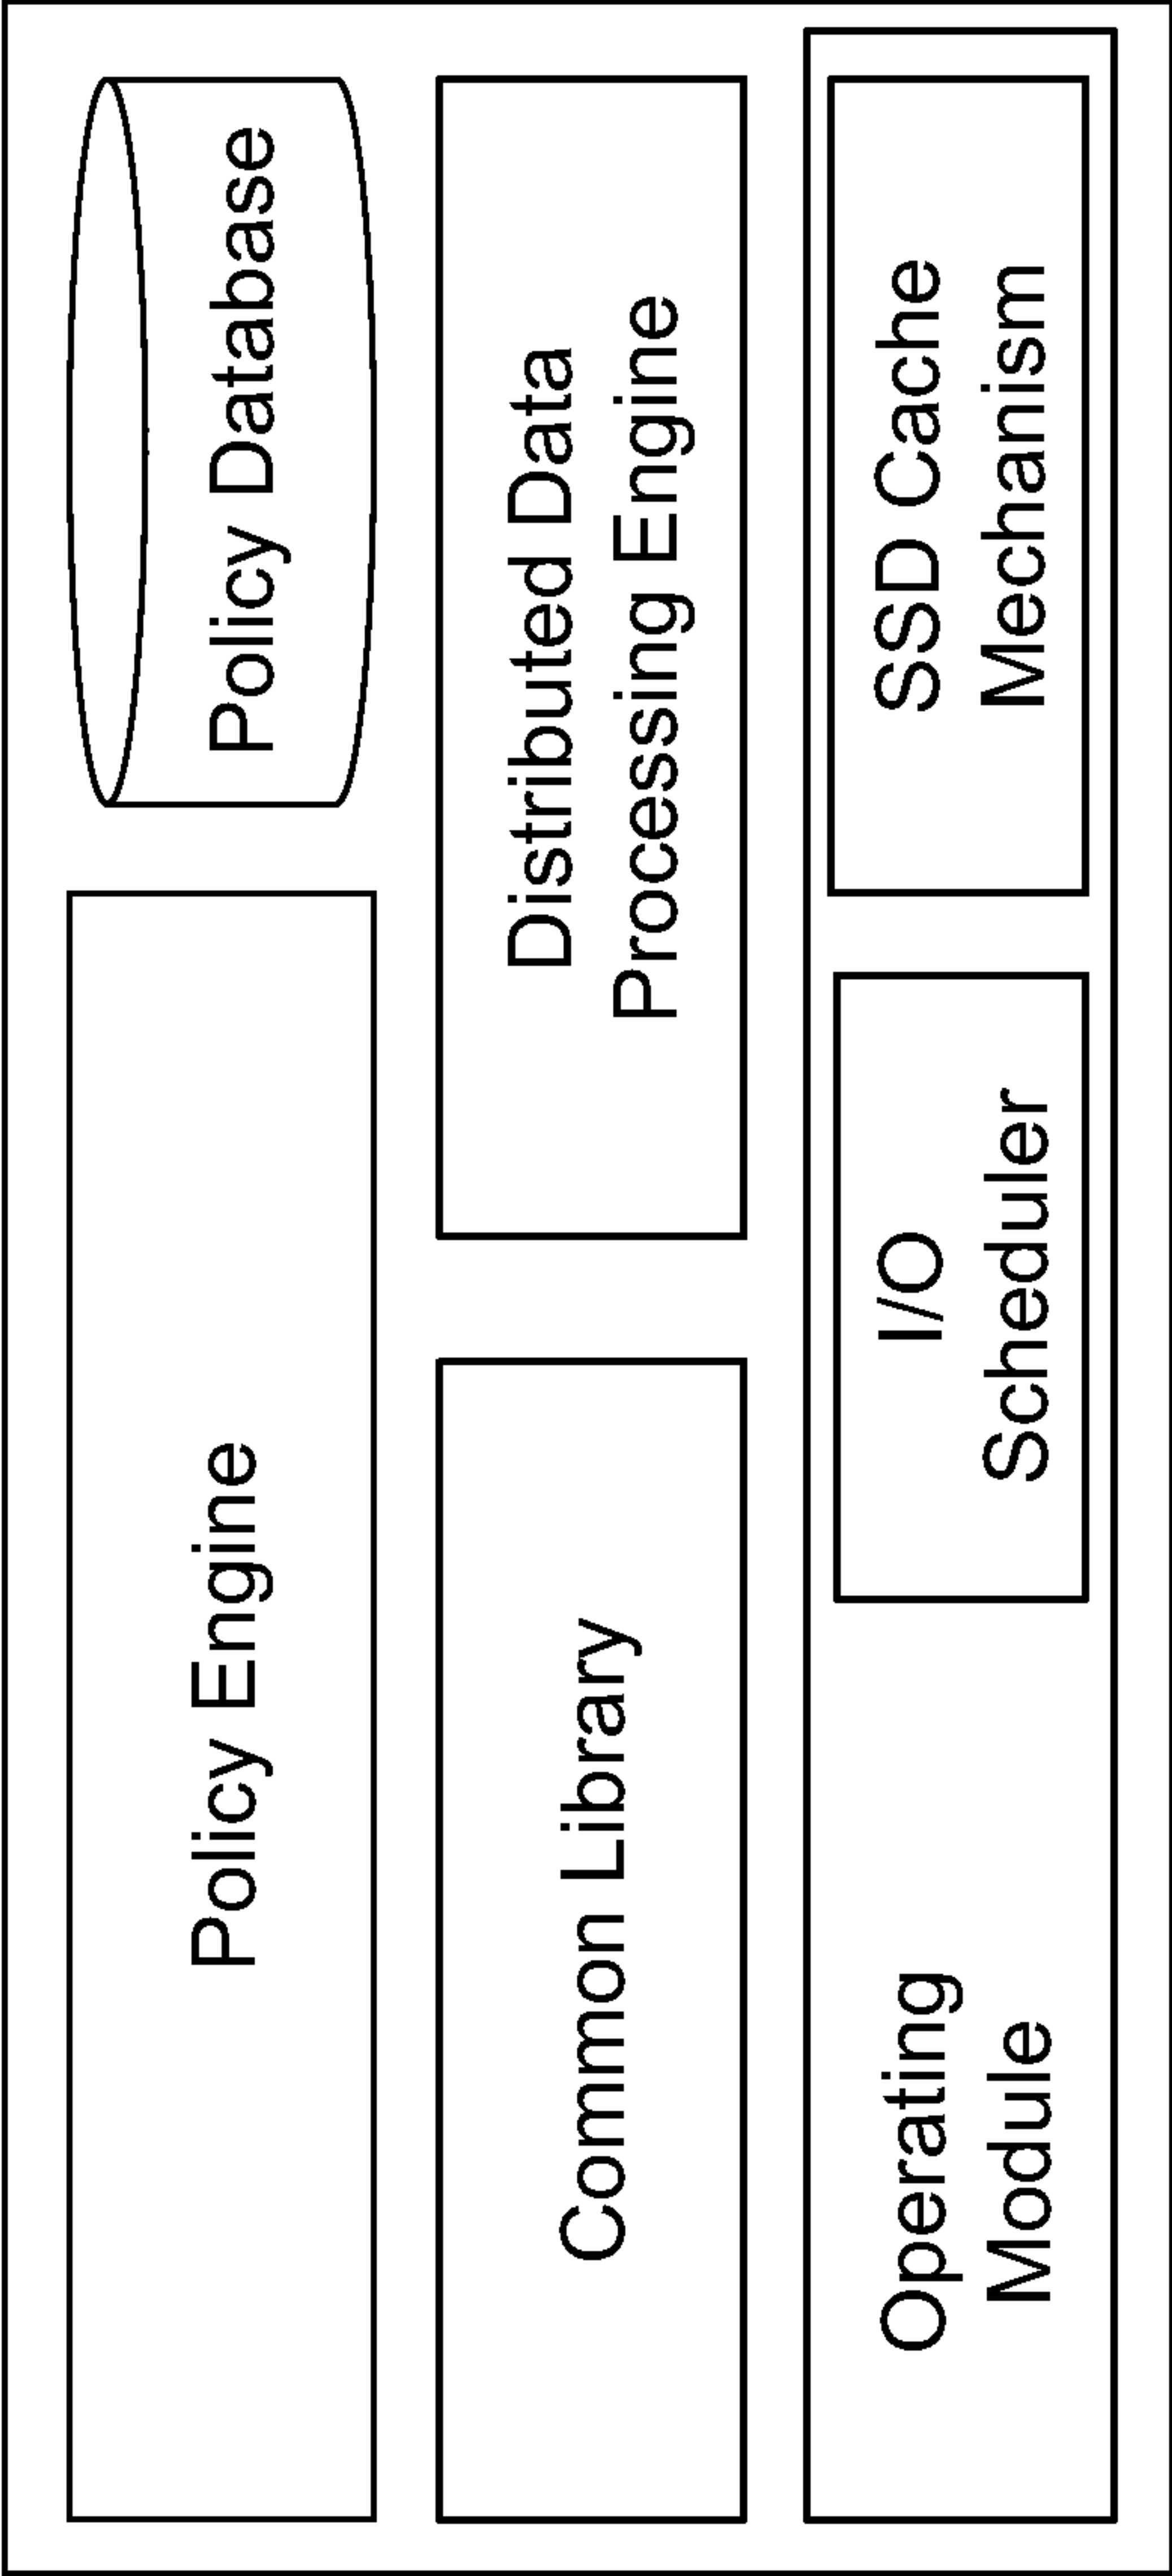 Policy Engine
Policy Database
Common Library
Distributed Data
Processing Engine
Operating
Module
I/O
Scheduler
SSD Cache
Mechanism